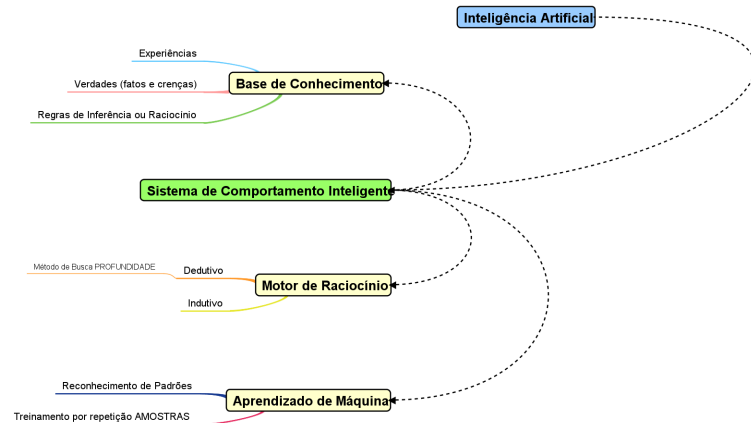 Inteligência Artificial
Experiências
Verdades (fatos e crenças)
Base de Conhecimento
Regras de Inferência ou Raciocínio
Sistema de Comportamento Inteligente
Método de Busca PROFUNDIDADE
Dedutivo
Motor de Raciocínio
Indutivo
Reconhecimento de Padrões
Aprendizado de Máquina
Treinamento por repetição AMOSTRAS